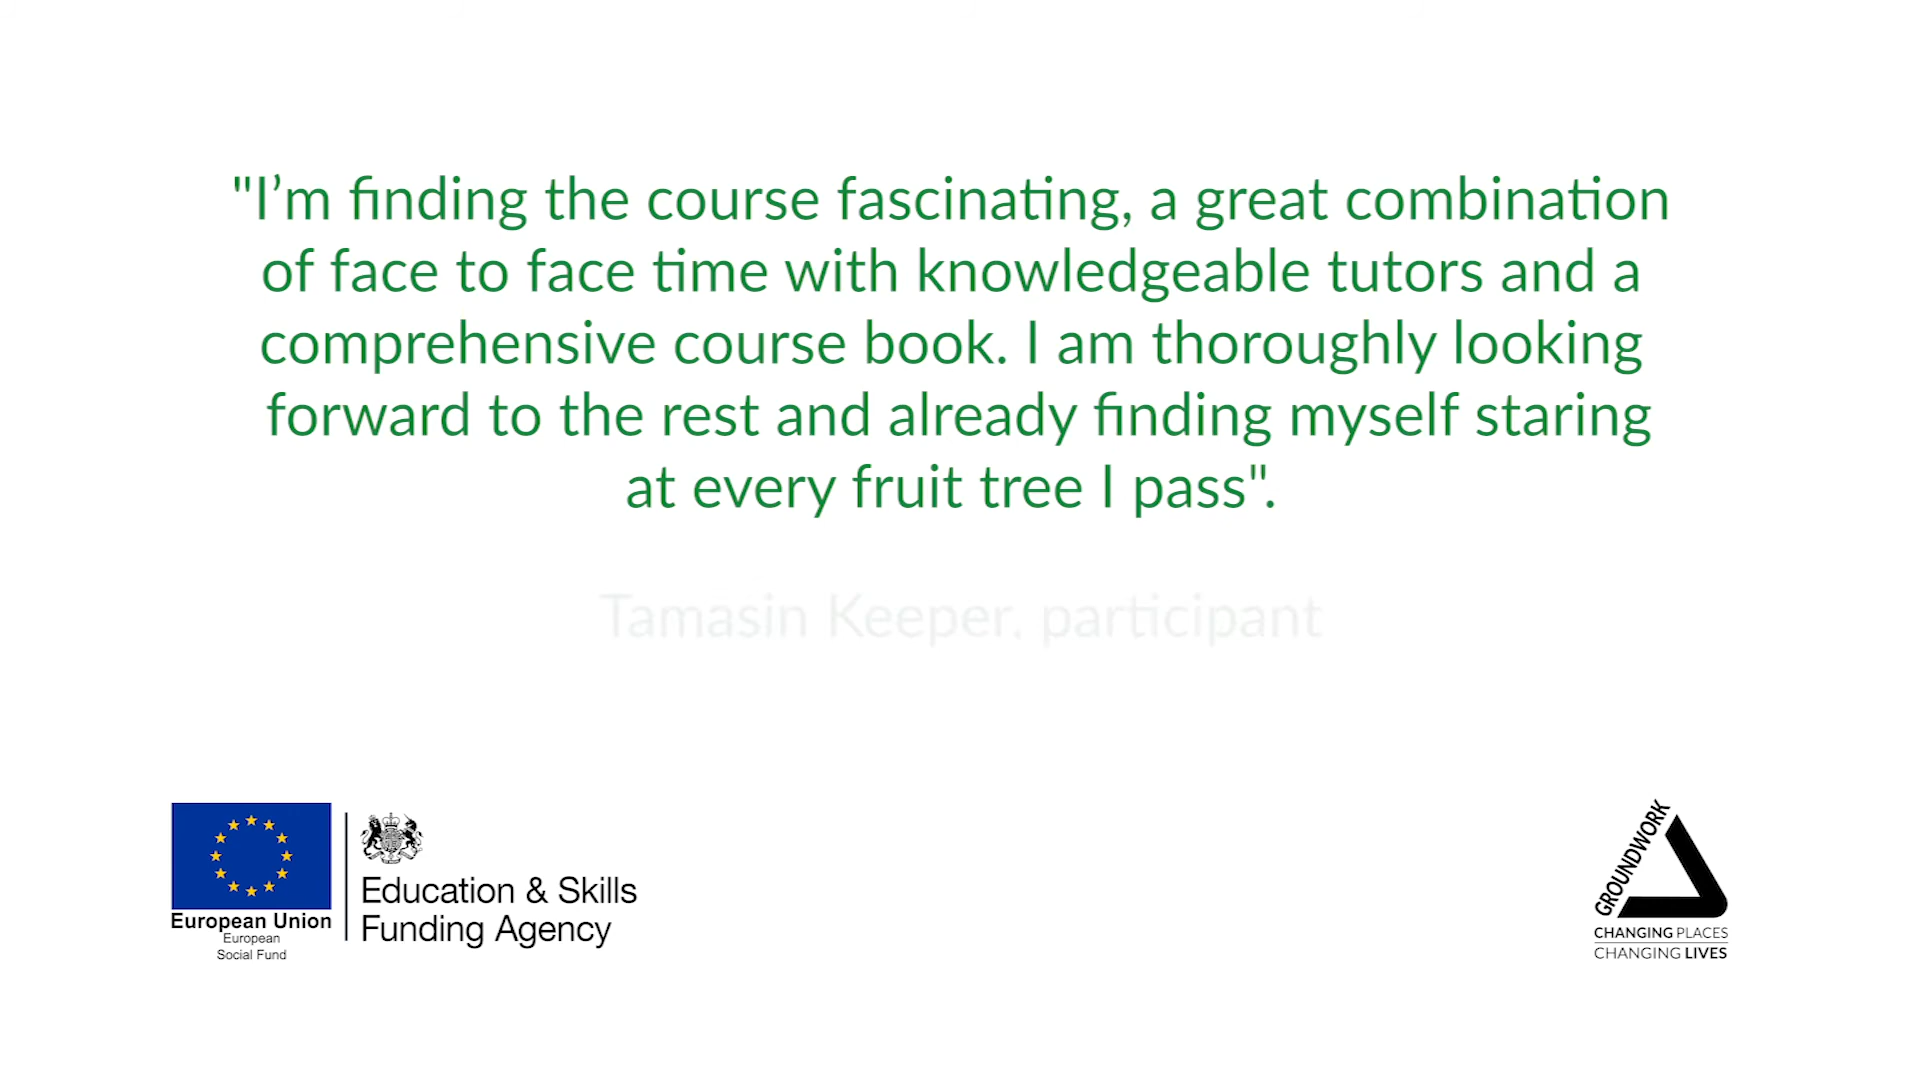 "I’m finding the course fascinating, a great combination
of face to face time with knowledgeable tutors and a
comprehensive course book. I am thoroughly looking
forward to the rest and already finding myself staring
at every fruit tree I pass".
Tamasin Keeper, participant
European Union
European
Social Fund
Education & Skills
Funding Agency
GROUNDWORK
CHANGING PLACES
CHANGING LIVES